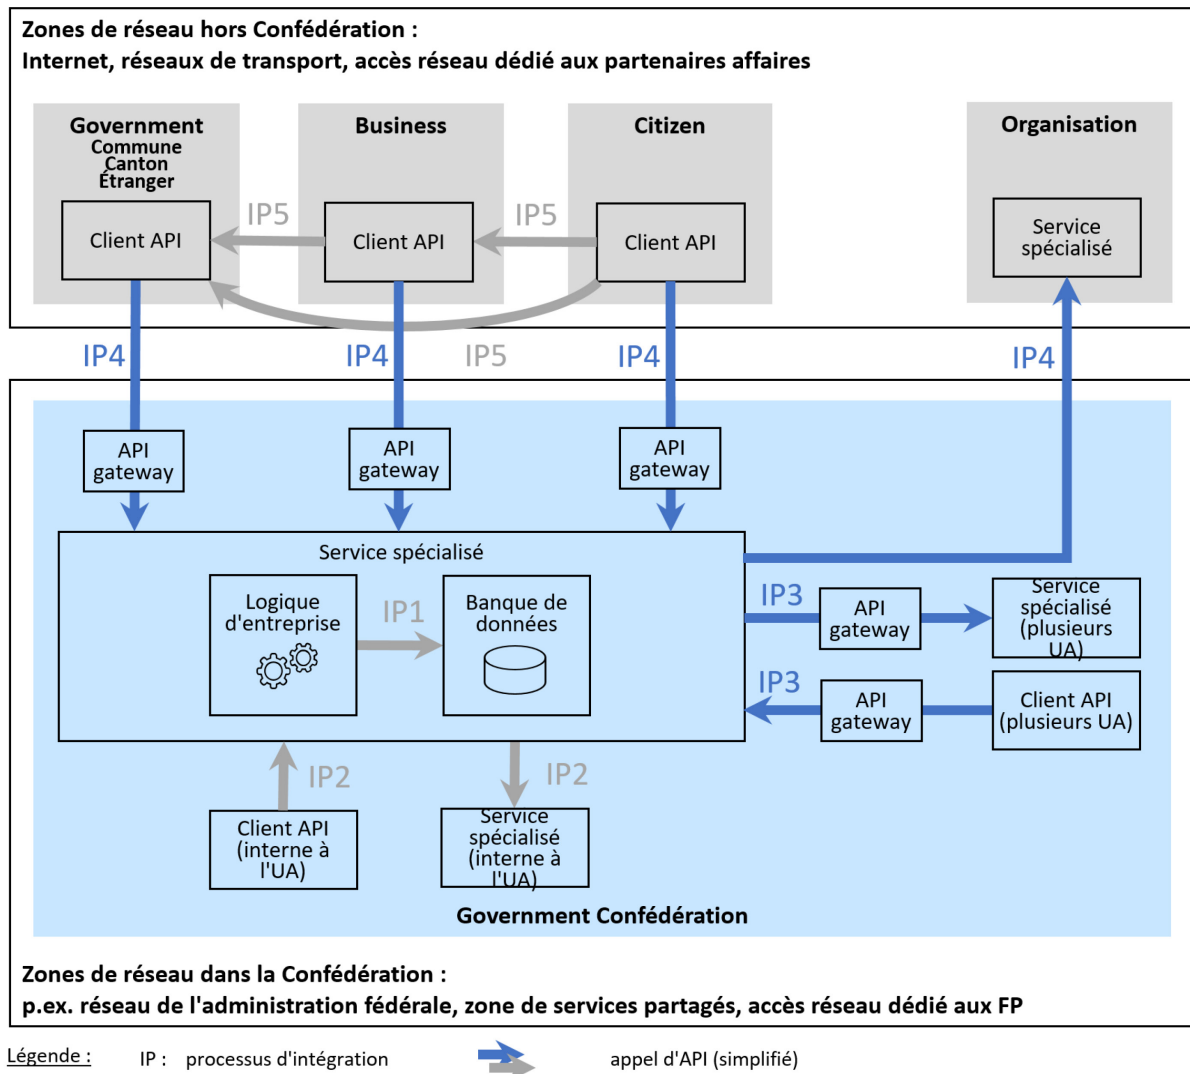 Zones de réseau hors Confédération :
Internet, réseaux de transport, accès réseau dédié aux partenaires affaires
Government
Commune
Canton
Étranger
Business
Citizen
Organisation
Client API
IP5
Client API
IP5
Client API
Service
spécialisé
IP4
IP4
IP5
IP4
IP4
API
gateway
API
gateway
API
gateway
Service spécialisé
Logique
d'entreprise
IP1
Banque de
données
IP3
API
gateway
Service
spécialisé
(plusieurs
UA)
IP3
API
gateway
Client API
(plusieurs UA)
IP2
IP2
Client API
(interne à
l'UA)
Service
spécialisé
(interne à
l'UA)
Government Confédération
Zones de réseau dans la Confédération :
p.ex. réseau de l'administration fédérale, zone de services partagés, accès réseau dédié aux FP
Légende : IP : processus d'intégration appel d'API (simplifié)